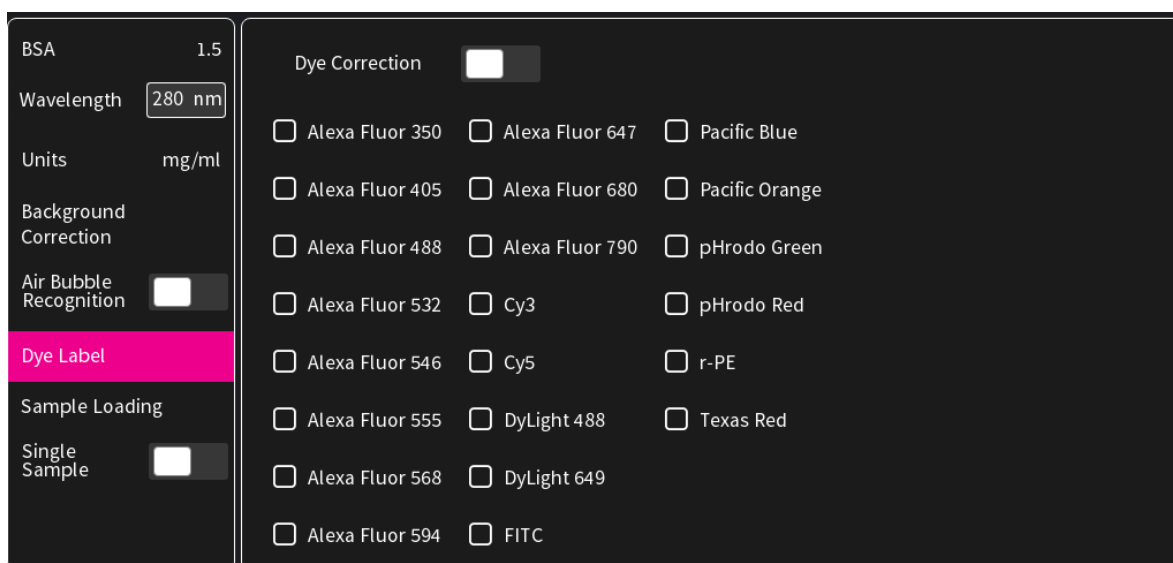 BSA 1.5
Wavelength 280 nm
Units mg/ml
Background
Correction
Air Bubble
Recognition
Dye Label
Sample Loading
Single
Sample
Dye Correction
Alexa Fluor 350 Alexa Fluor 647 Pacific Blue
Alexa Fluor 405 Alexa Fluor 680 Pacific Orange
Alexa Fluor 488 Alexa Fluor 790 pHrodo Green
Alexa Fluor 532 Cy3 pHrodo Red
Alexa Fluor 546 Cy5 r-PE
Alexa Fluor 555 DyLight 488 Texas Red
Alexa Fluor 568 DyLight 649
Alexa Fluor 594 FITC